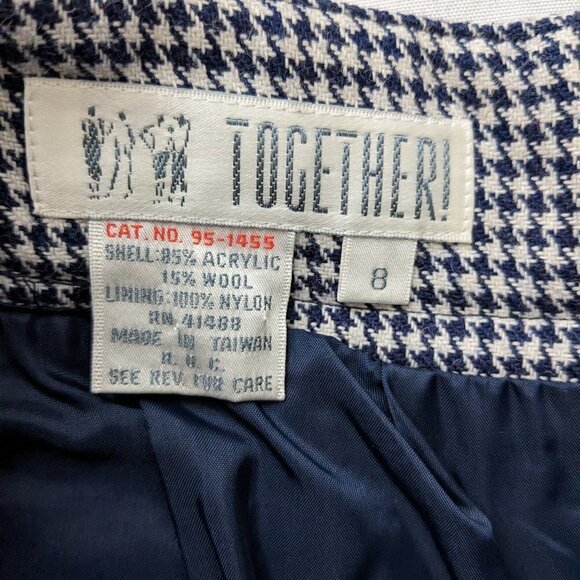 TOGETHER!
CAT. NO. 95-1455
SHELL:85% ACRYLIC
15% WOOL
LINING:100% NYLON
RN 41488
MADE IN TAIWAN
R.O.C.
SEE REV. FOR CARE
8